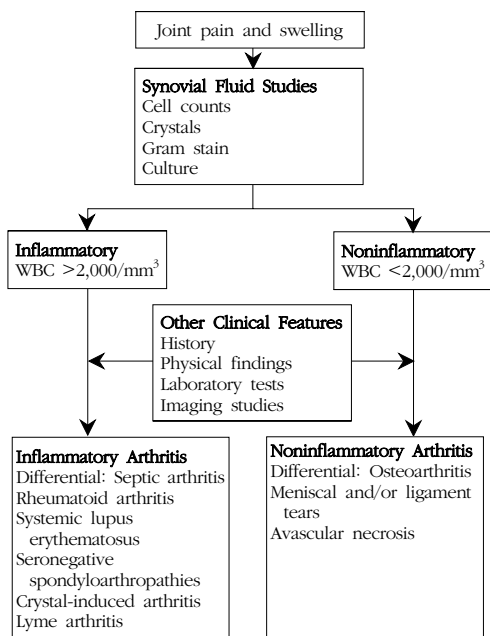 Joint pain and swelling
Synovial Fluid Studies
Cell counts
Crystals
Gram stain
Culture
Inflammatory
WBC >2,000/mm³
Noninflammatory
WBC <2,000/mm³
Other Clinical Features
History
Physical findings
Laboratory tests
Imaging studies
Inflammatory Arthritis
Differential: Septic arthritis
Rheumatoid arthritis
Systemic lupus
erythematosus
Seronegative
spondyloarthropathies
Crystal-induced arthritis
Lyme arthritis
Noninflammatory Arthritis
Differential: Osteoarthritis
Meniscal and/or ligament
tears
Avascular necrosis